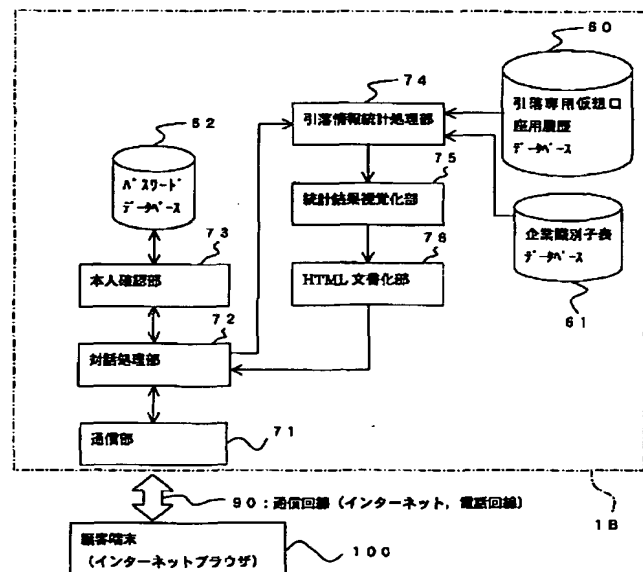 60
74
引落情報統計処理部
引落専用仮想口
座用履歴
データベース
62
パスワード
データベース
75
統計結果視覚化部
73
本人確認部
76
HTML 文書化部
企業識別子表
データベース
61
72
対話処理部
通信部
71
1B
90:通信回線(インターネット,電話回線)
顧客端末
(インターネットブラウザ)
100